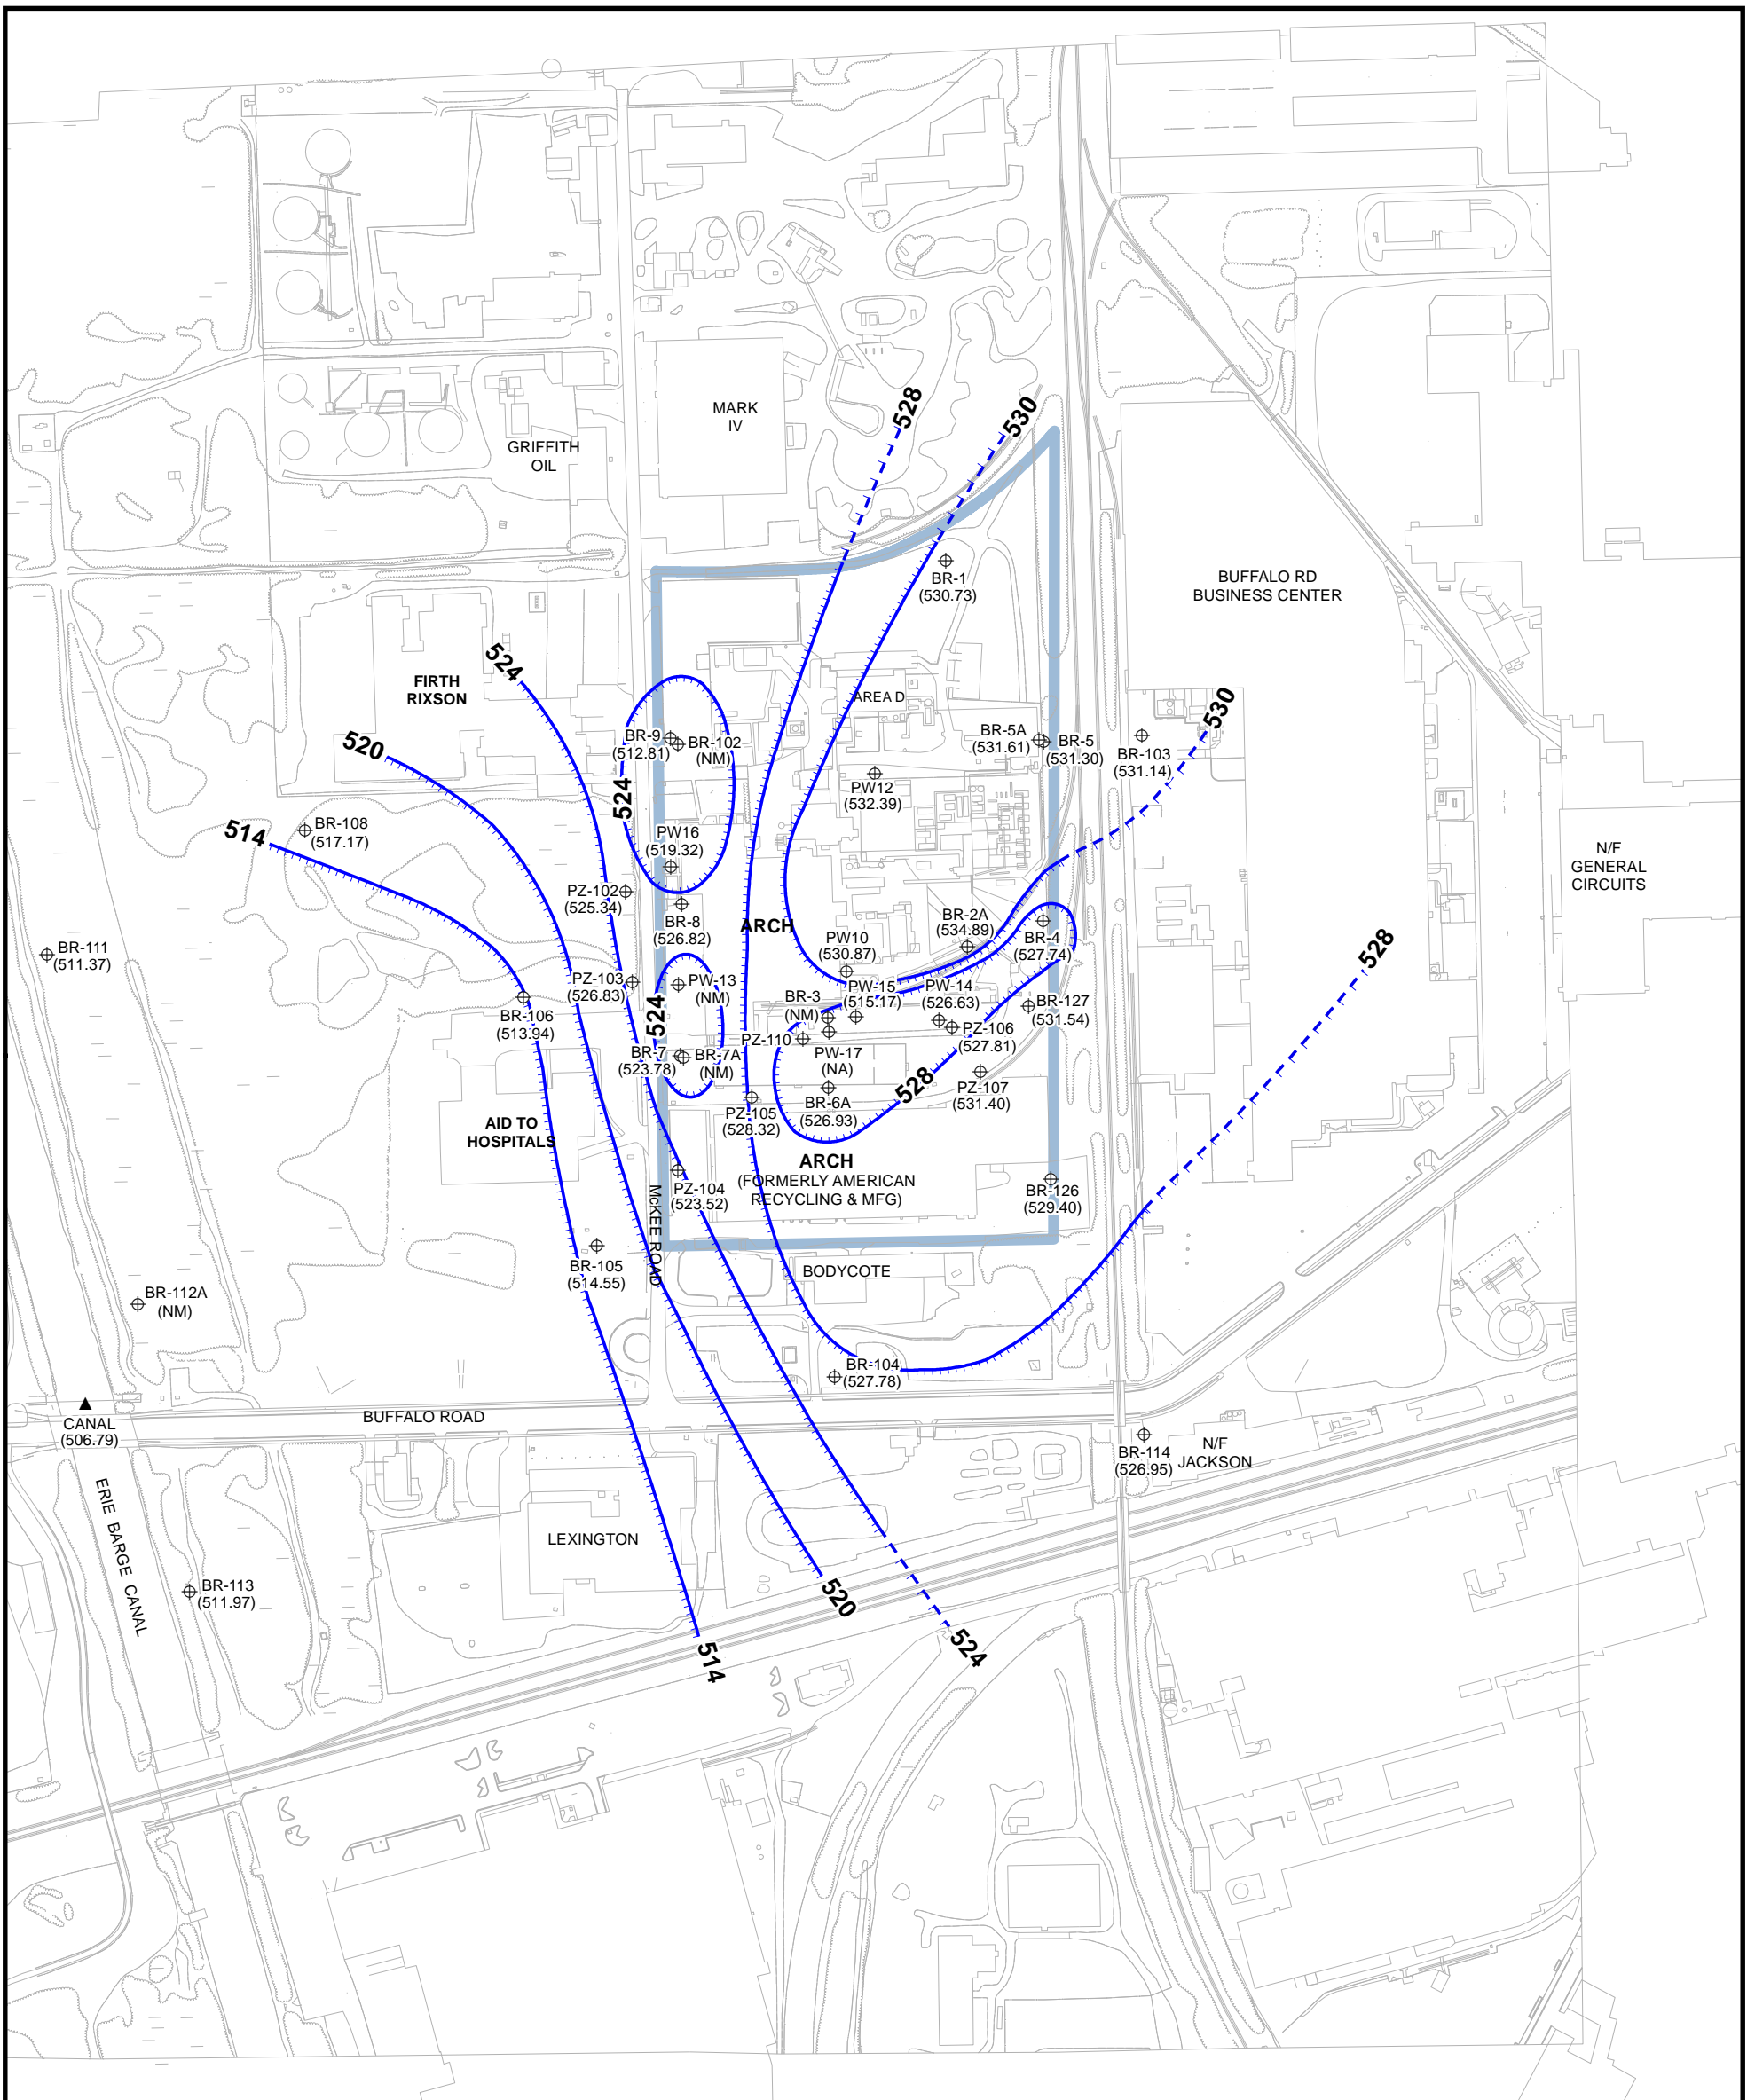 528
530
MARK
IV
GRIFFITH
OIL
BR-1
(530.73)
BUFFALO RD
BUSINESS CENTER
524
FIRTH
RIXSON
AREA D
530
520
BR-9
(512.81)
BR-102
(NM)
BR-5A
(531.61)
BR-5
(531.30)
BR-103
(531.14)
PW12
(532.39)
524
514
BR-108
(517.17)
PW16
(519.32)
N/F
GENERAL
CIRCUITS
PZ-102
(525.34)
BR-8
(526.82)
ARCH
BR-2A
(534.89)
BR-4
(527.74)
PW10
(530.87)
BR-111
(511.37)
528
PZ-103
(526.83)
PW-13
(NM)
BR-3
(NM)
PW-15
(515.17)
PW-14
(526.63)
BR-127
(531.54)
BR-106
(513.94)
524
PZ-110
PZ-106
(527.81)
BR-7
(523.78)
BR-7A
(NM)
PW-17
(NA)
528
PZ-107
(531.40)
PZ-105
(528.32)
BR-6A
(526.93)
AID TO
HOSPITALS
ARCH
(FORMERLY AMERICAN
RECYCLING & MFG)
PZ-104
(523.52)
BR-126
(529.40)
McKEE ROAD
BR-105
(514.55)
BODYCOTE
BR-112A
(NM)
BR-104
(527.78)
CANAL
(506.79)
BUFFALO ROAD
BR-114
(526.95)
N/F
JACKSON
ERIE BARGE CANAL
LEXINGTON
BR-113
(511.97)
520
514
524